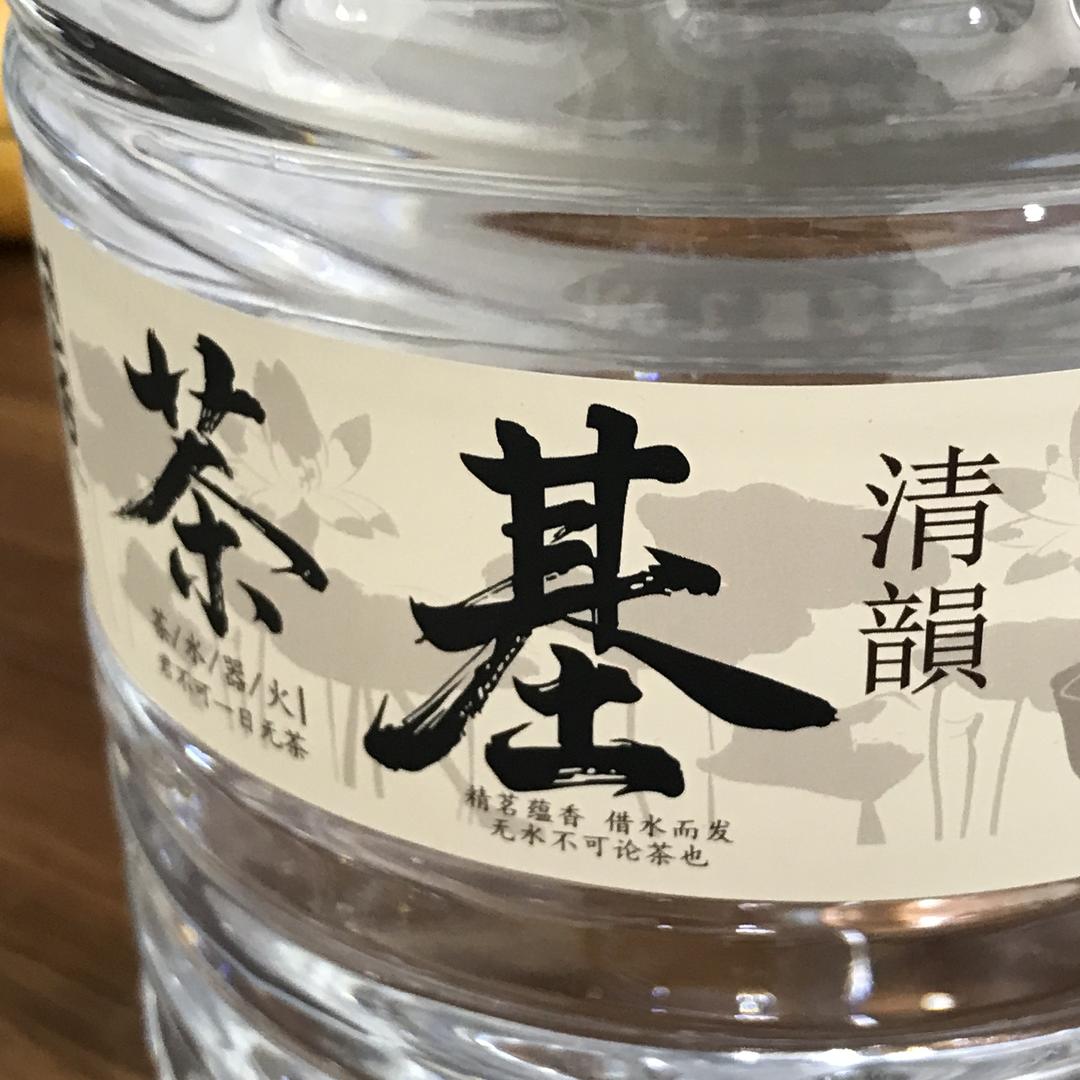 茶
茶/水/器/火
君不可一日无茶
基
精茗蕴香 借水而发
无水不可论茶也
清
韻